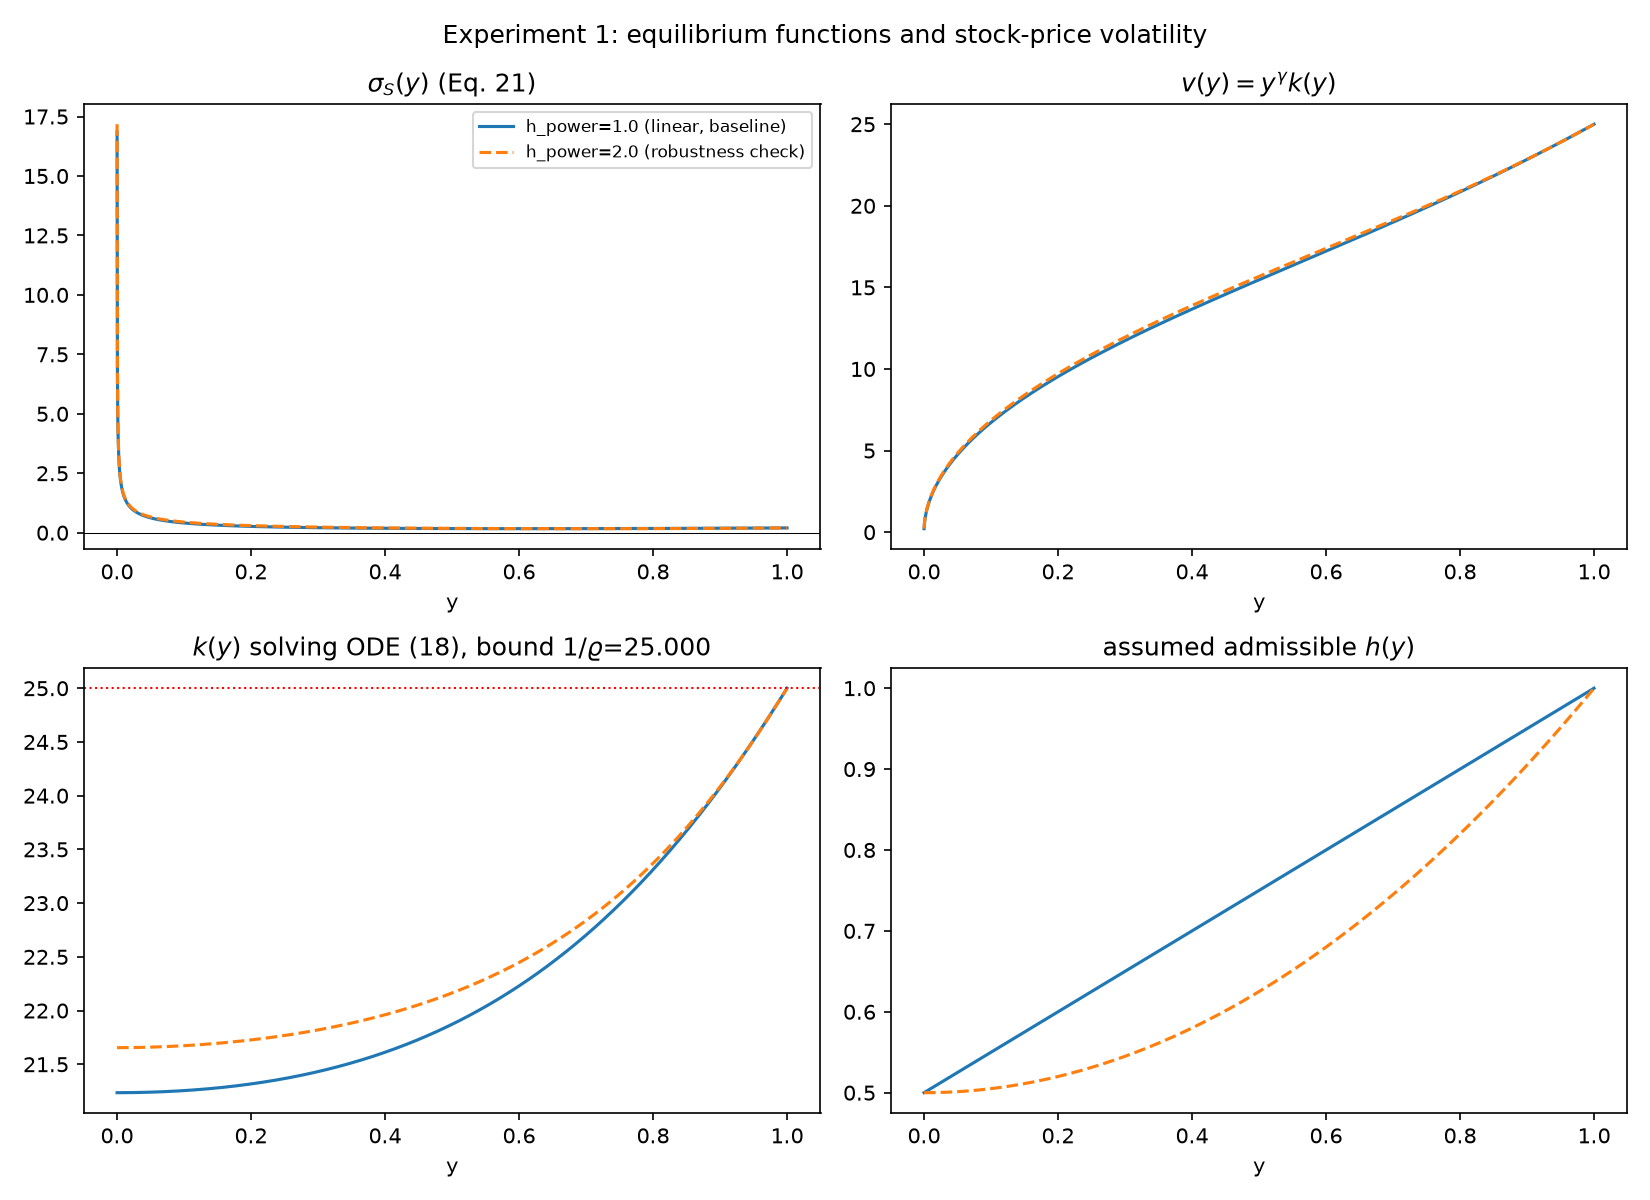 Experiment 1: equilibrium functions and stock-price volatility
σ_S(y) (Eq. 21)
17.5
15.0
12.5
10.0
7.5
5.0
2.5
0.0
h_power=1.0 (linear, baseline)
h_power=2.0 (robustness check)
0.0 0.2 0.4 0.6 0.8 1.0
y
v(y) = y^γ k(y)
25
20
15
10
5
0
0.0 0.2 0.4 0.6 0.8 1.0
y
k(y) solving ODE (18), bound 1/ϱ=25.000
25.0
24.5
24.0
23.5
23.0
22.5
22.0
21.5
0.0 0.2 0.4 0.6 0.8 1.0
y
assumed admissible h(y)
1.0
0.9
0.8
0.7
0.6
0.5
0.0 0.2 0.4 0.6 0.8 1.0
y